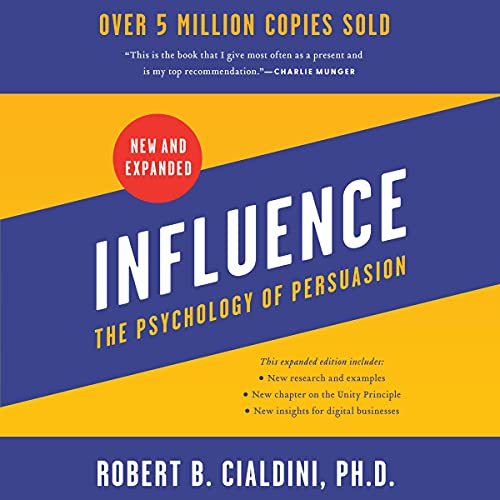 OVER 5 MILLION COPIES SOLD
“This is the book that I give most often as a present and
is my top recommendation.”—CHARLIE MUNGER
NEW AND
EXPANDED
INFLUENCE
THE PSYCHOLOGY OF PERSUASION
This expanded edition includes:
• New research and examples
• New chapter on the Unity Principle
• New insights for digital businesses
ROBERT B. CIALDINI, PH.D.